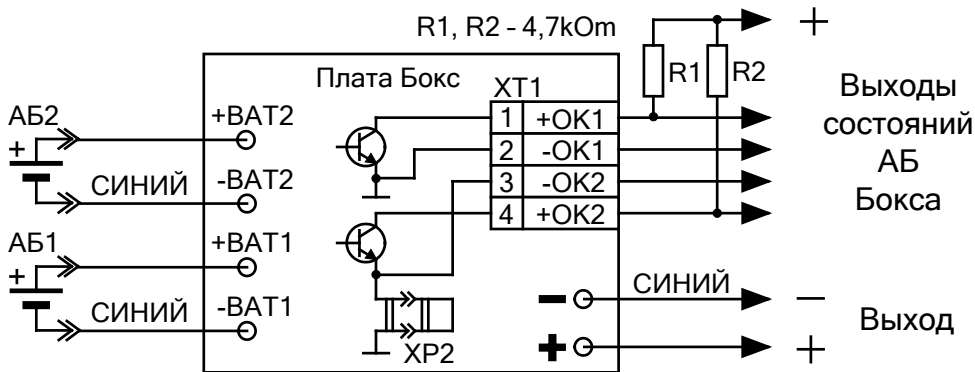 R1, R2 - 4,7kOm
+
Плата Бокс
XT1
R1
R2
АБ2
+
+BAT2
1 +OK1
2 -OK1
3 -OK2
4 +OK2
Выходы
состояний
АБ
Бокса
СИНИЙ
-BAT2
АБ1
+
+BAT1
СИНИЙ
-BAT1
XP2
-
+
СИНИЙ
-
+
Выход